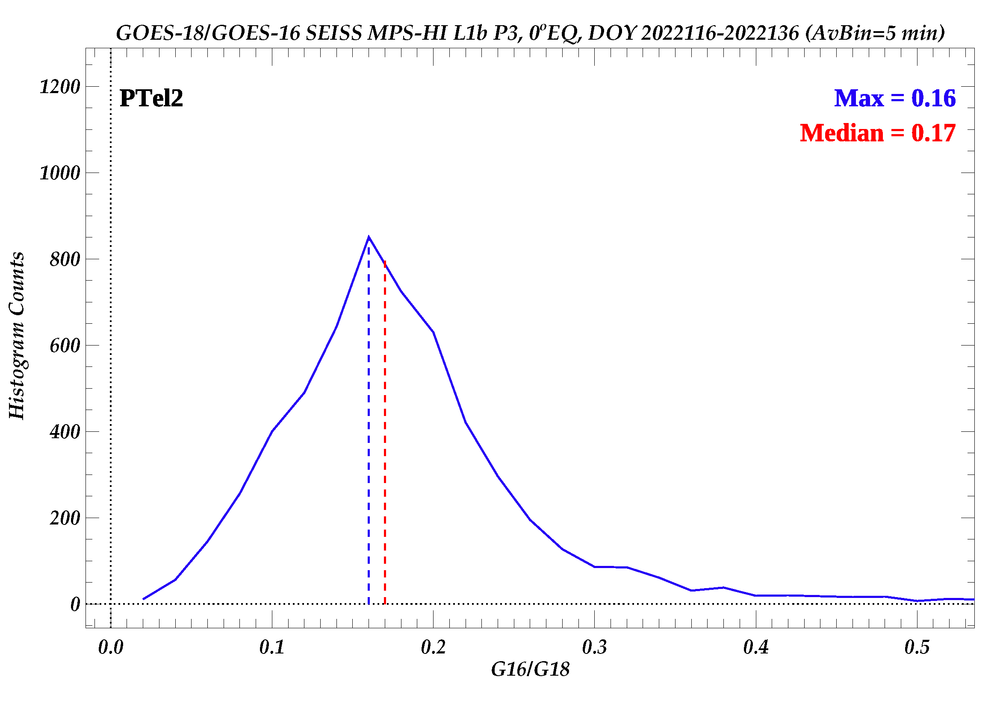 GOES-18/GOES-16 SEISS MPS-HI L1b P3, 0°EQ, DOY 2022116-2022136 (AvBin=5 min)
PTel2
Max = 0.16
Median = 0.17
Histogram Counts
1200
1000
800
600
400
200
0
0.0 0.1 0.2 0.3 0.4 0.5
G16/G18